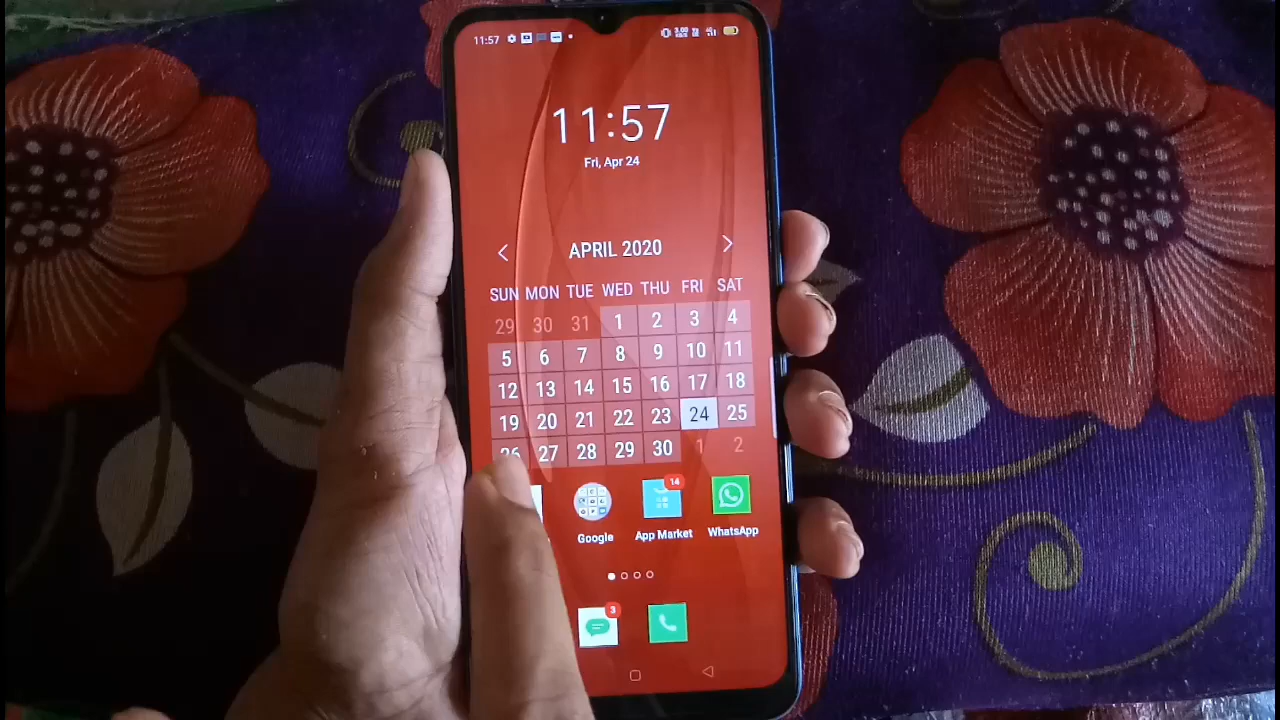 11:57
11:57
Fri, Apr 24
APRIL 2020
SUN MON TUE WED THU FRI SAT
29 30 31 1 2 3 4
5 6 7 8 9 10 11
12 13 14 15 16 17 18
19 20 21 22 23 24 25
26 27 28 29 30 1 2
14
Google App Market WhatsApp
3